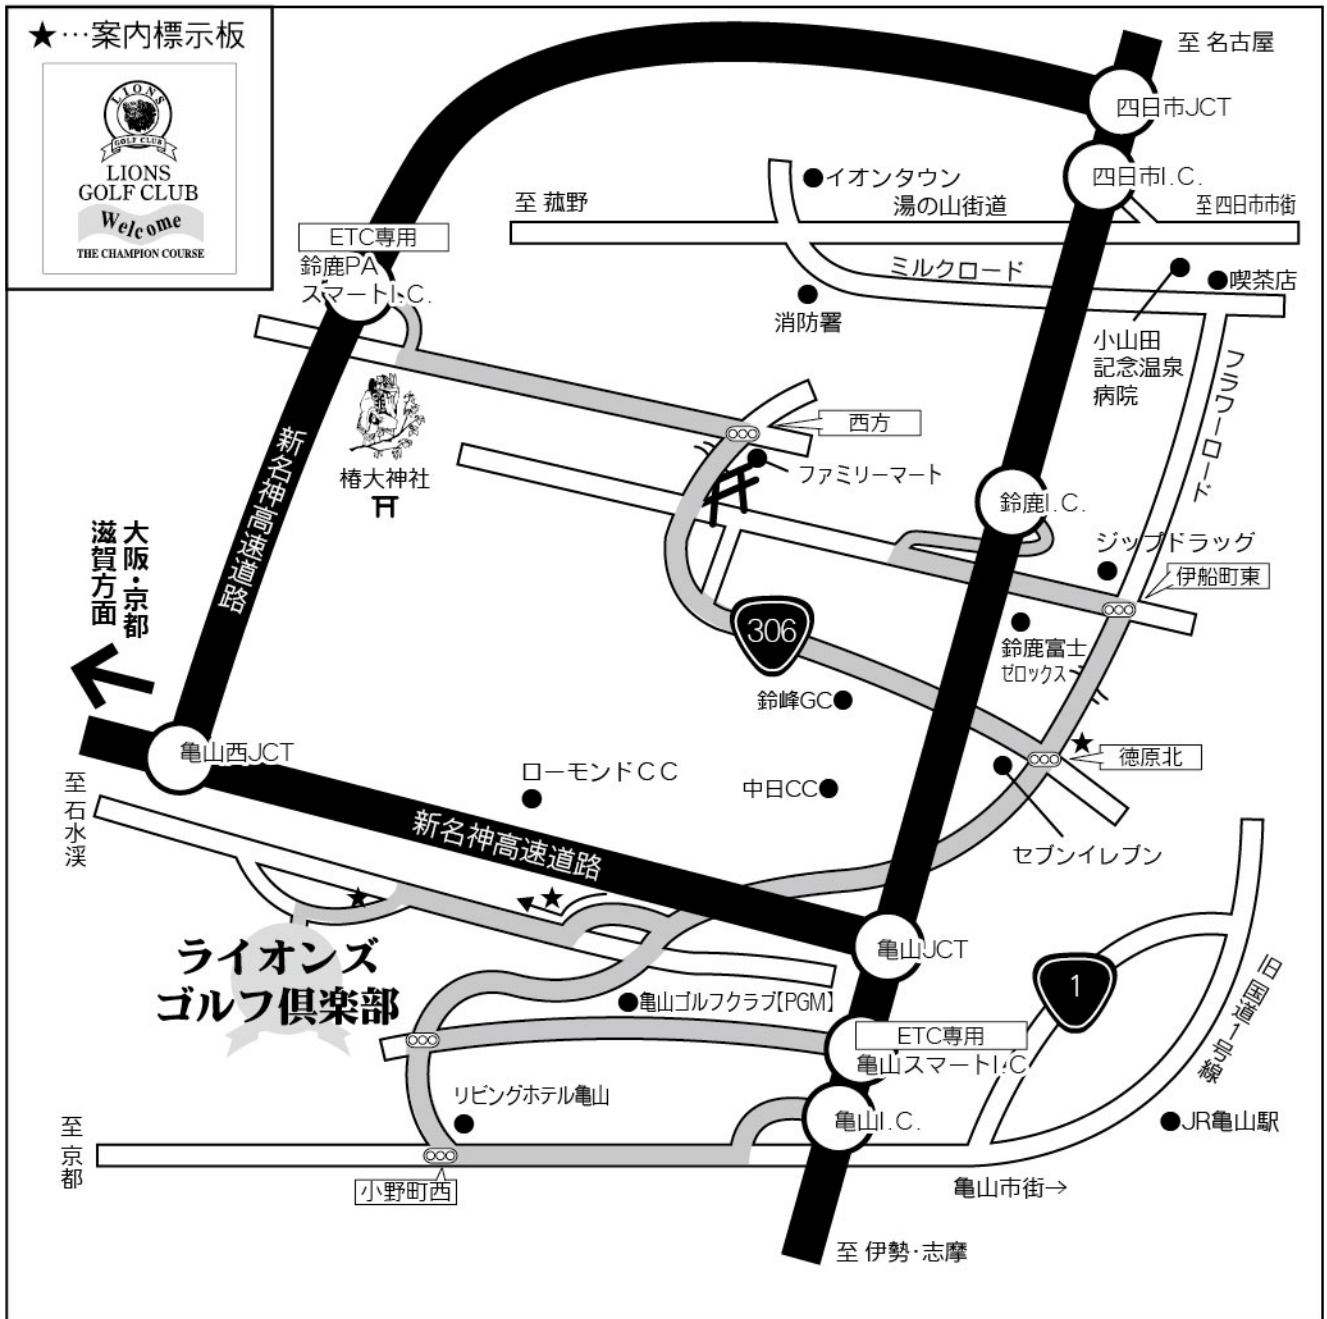 ★…案内標示板
LIONS
GOLF CLUB
LIONS
GOLF CLUB
Welcome
THE CHAMPION COURSE
至 名古屋
四日市JCT
四日市I.C.
イオンタウン
湯の山街道
至 菰野
至四日市市街
ETC専用
鈴鹿PA
スマートI.C.
ミルクロード
喫茶店
消防署
小山田
記念温泉
病院
フラワーロード
西方
ファミリーマート
椿大神社
新名神高速道路
鈴鹿I.C.
ジップドラッグ
伊船町東
大阪・京都
滋賀方面
306
鈴鹿富士
ゼロックス
鈴峰GC
亀山西JCT
★
徳原北
ローモンドCC
中日CC
至 石水渓
新名神高速道路
セブンイレブン
★
★
ライオンズ
ゴルフ倶楽部
亀山JCT
1
旧国道1号線
亀山ゴルフクラブ【PGM】
ETC専用
亀山スマートI.C
リビングホテル亀山
亀山I.C.
JR亀山駅
至 京都
小野町西
亀山市街→
至 伊勢・志摩